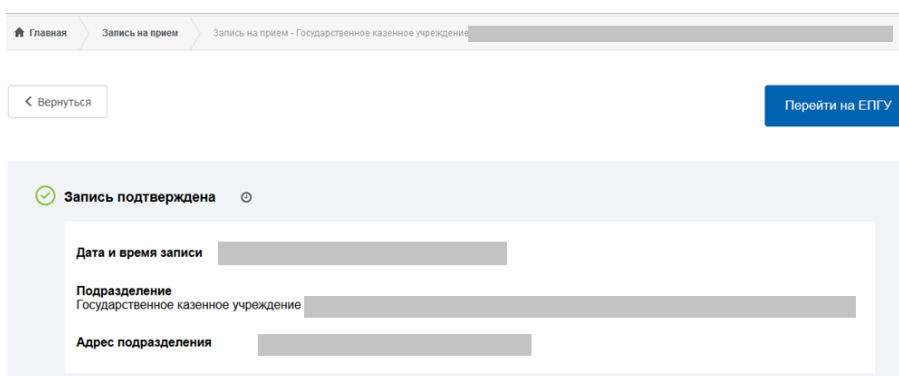 Главная Запись на прием Запись на прием - Государственное казенное учреждение
Вернуться Перейти на ЕПГУ
Запись подтверждена
Дата и время записи
Подразделение
Государственное казенное учреждение
Адрес подразделения